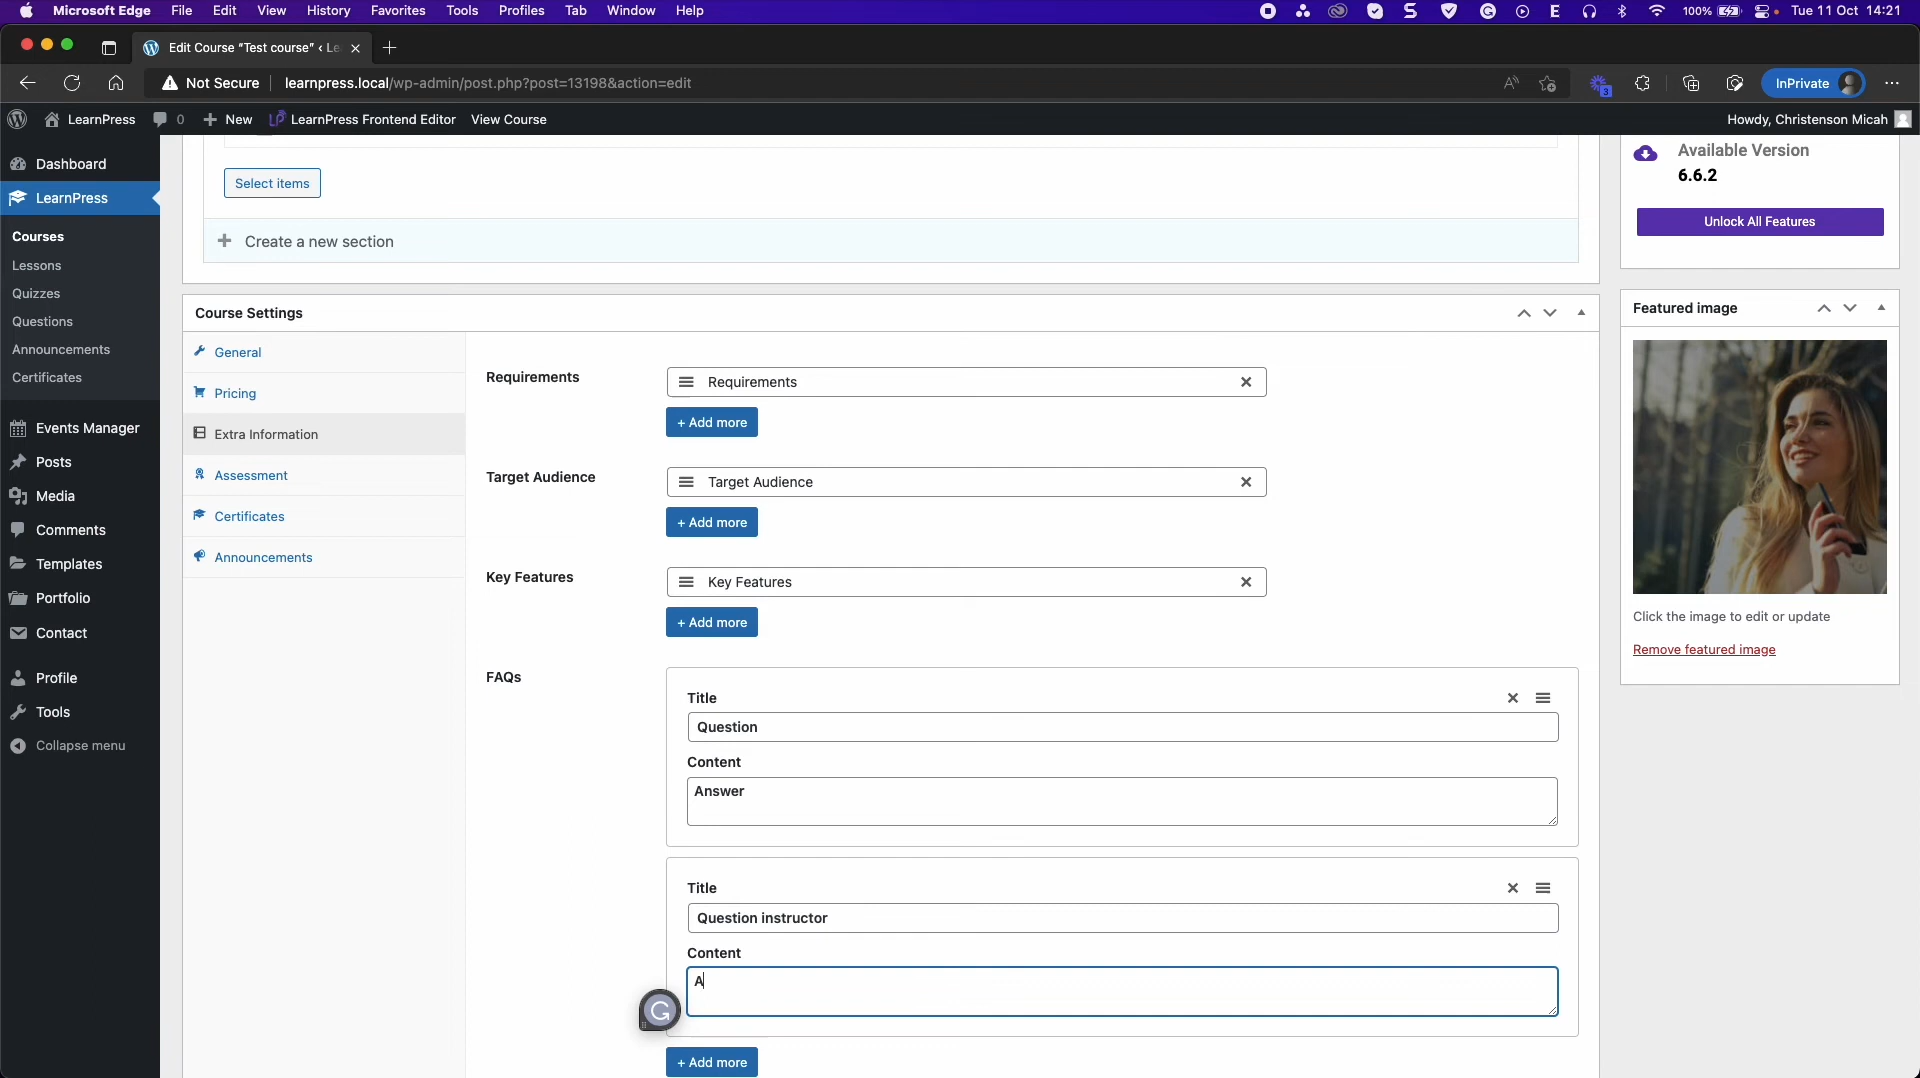 Microsoft Edge File Edit View History Favorites Tools Profiles Tab Window Help
E 100% Tue 11 Oct 14:21
Edit Course "Test course" ‹ Le
Not Secure learnpress.local/wp-admin/post.php?post=13198&action=edit
3
InPrivate
LearnPress 0 New LearnPress Frontend Editor View Course
Howdy, Christenson Micah
Dashboard
LearnPress
Courses
Lessons
Quizzes
Questions
Announcements
Certificates
Events Manager
Posts
Media
Comments
Templates
Portfolio
Contact
Profile
Tools
Collapse menu
Select items
+ Create a new section
Course Settings
General
Pricing
Extra Information
Assessment
Certificates
Announcements
Requirements
Requirements
+ Add more
Target Audience
Target Audience
+ Add more
Key Features
Key Features
+ Add more
FAQs
Title
Question
Content
Answer
Title
Question instructor
Content
A
+ Add more
Available Version
6.6.2
Unlock All Features
Featured image
Click the image to edit or update
Remove featured image